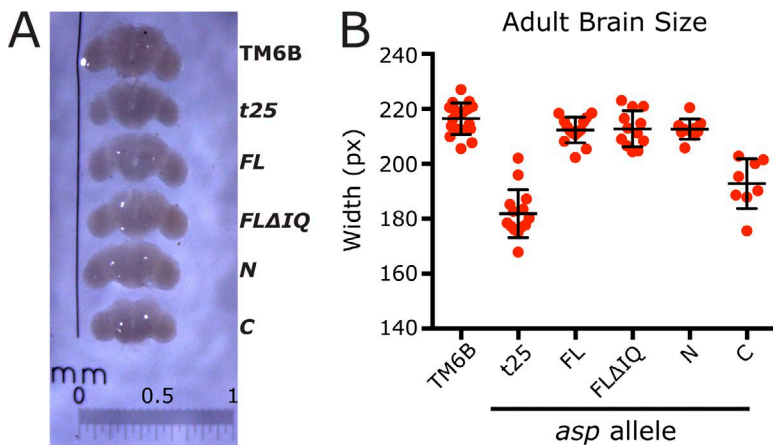 A
TM6B
t25
FL
FLΔIQ
N
C
mm
0 0.5 1
B
Adult Brain Size
Width (px)
240
220
200
180
160
140
TM6B
t25
FL
FLΔIQ
N
C
asp allele